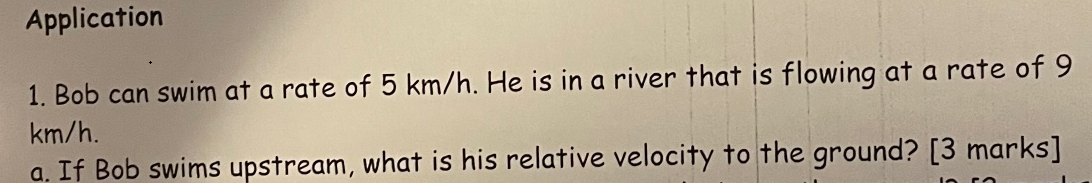 Application
1. Bob can swim at a rate of 5 km/h. He is in a river that is flowing at a rate of 9
km/h.
a. If Bob swims upstream, what is his relative velocity to the ground? [3 marks]